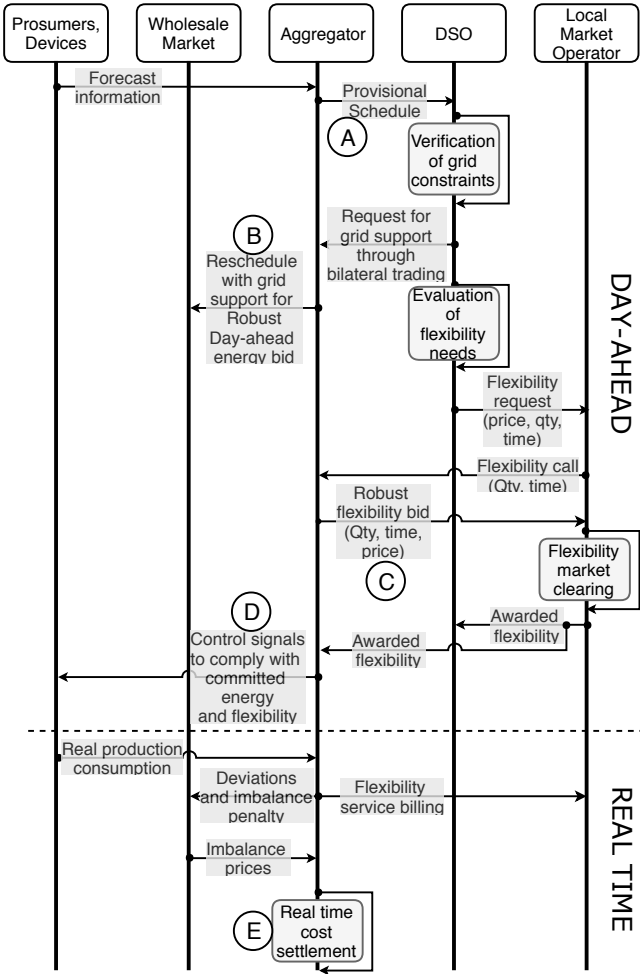 Prosumers,
Devices
Wholesale
Market
Aggregator
DSO
Local
Market
Operator
Forecast
information
Provisional
Schedule
A
Verification
of grid
constraints
Request for
grid support
through
bilateral trading
B
Reschedule
with grid
support for
Robust
Day-ahead
energy bid
Evaluation
of
flexibility
needs
DAY-AHEAD
Flexibility
request
(price, qty,
time)
Flexibility call
(Qty, time)
Robust
flexibility bid
(Qty, time,
price)
C
Flexibility
market
clearing
Awarded
flexibility
Awarded
flexibility
D
Control signals
to comply with
committed
energy
and flexibility
Real production
consumption
Deviations
and imbalance
penalty
Flexibility
service billing
REAL TIME
Imbalance
prices
E
Real time
cost
settlement